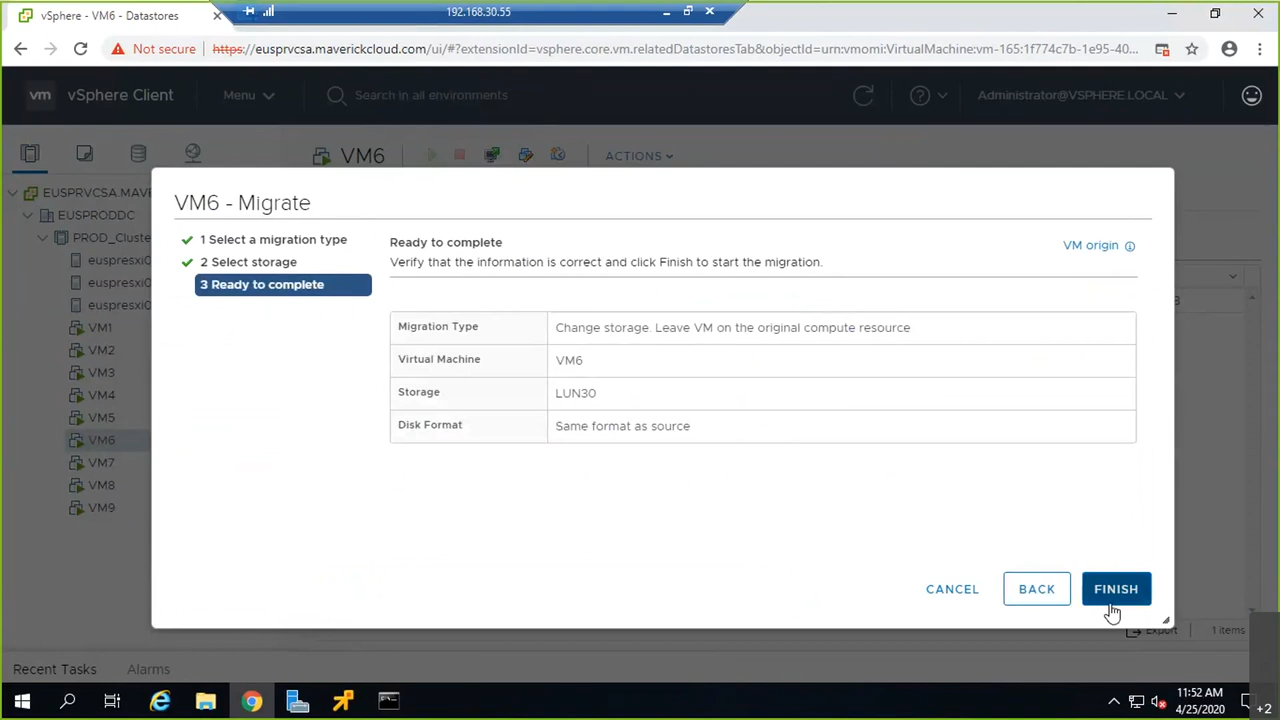 vSphere - VM6 - Datastores
192.168.30.55
Not secure
https://eusprvcsa.maverickcloud.com/ui/#?extensionId=vsphere.core.vm.relatedDatastoresTab&objectId=urn:vmomi:VirtualMachine:vm-165:1f774c7b-1e95-40...
vm vSphere Client Menu Search in all environments Administrator@VSPHERE.LOCAL
VM6 ACTIONS
EUSPRVCSA.MAVE
EUSPRODDC
PROD_Cluste
euspresxi0
euspresxi0
euspresxi0
VM1
VM2
VM3
VM4
VM5
VM6
VM7
VM8
VM9
VM6 - Migrate
1 Select a migration type
2 Select storage
3 Ready to complete
Ready to complete
VM origin
Verify that the information is correct and click Finish to start the migration.
Migration Type Change storage. Leave VM on the original compute resource
Virtual Machine VM6
Storage LUN30
Disk Format Same format as source
CANCEL BACK FINISH
Export 1 items
Recent Tasks Alarms
11:52 AM
4/25/2020
+2